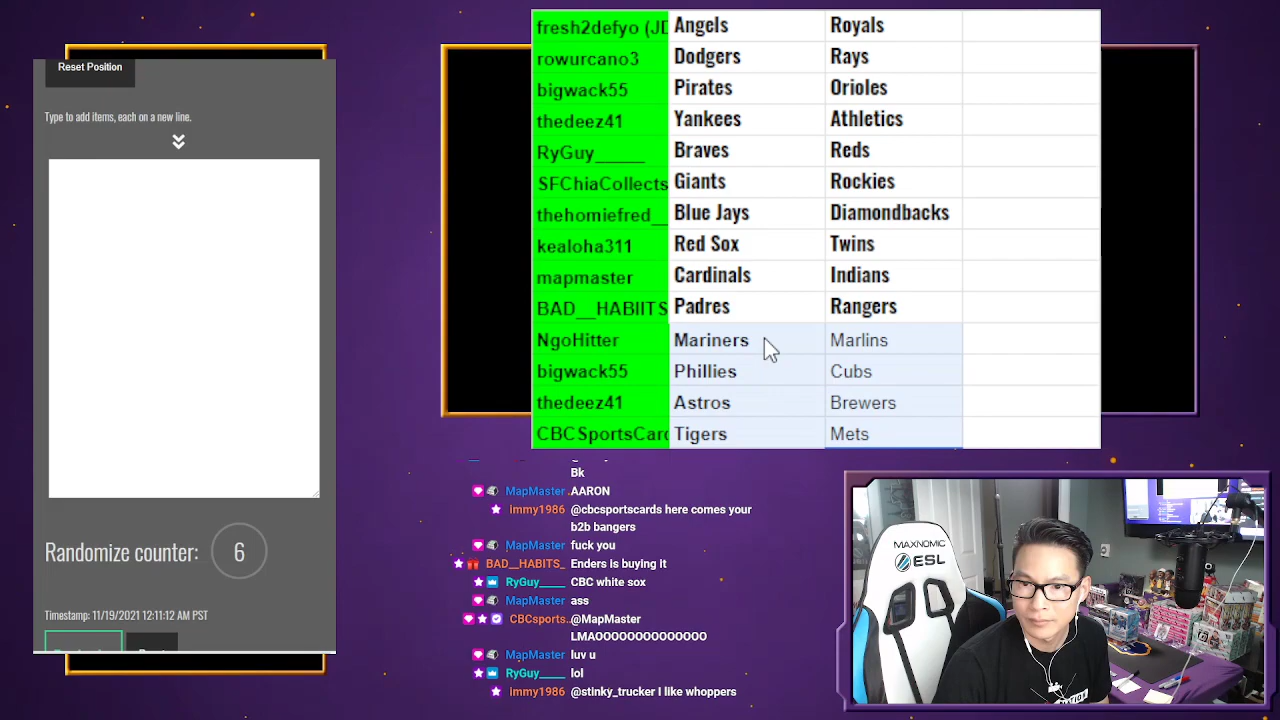 Reset Position
Type to add items, each on a new line.
Randomize counter: 6
Timestamp: 11/19/2021 12:11:12 AM PST
fresh2defyo (JD Angels Royals
rowurcano3 Dodgers Rays
bigwack55 Pirates Orioles
thedeez41 Yankees Athletics
RyGuy_____ Braves Reds
SFChiaCollects Giants Rockies
thehomiefred__ Blue Jays Diamondbacks
kealoha311 Red Sox Twins
mapmaster Cardinals Indians
BAD__HABIITS Padres Rangers
NgoHitter Mariners Marlins
bigwack55 Phillies Cubs
thedeez41 Astros Brewers
CBCSportsCard Tigers Mets
Bk
MapMaster AARON
immy1986 @cbcsportscards here comes your
b2b bangers
MapMaster fuck you
BAD__HABITS_ Enders is buying it
RyGuy_____ CBC white sox
MapMaster ass
CBCsports.. @MapMaster
LMAOOOOOOOOOOOOOO
MapMaster luv u
RyGuy_____ lol
immy1986 @stinky_trucker I like whoppers
MAXNOMIC
ESL